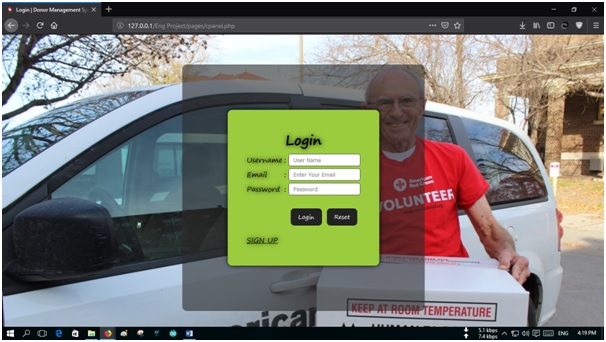 Login | Donor Management Sy
127.0.0.1/Eng Project/pages/cpanel.php
Login
Username : User Name
Email : Enter Your Email
Password : Password
Login Reset
SIGN UP
American
Red Cross
VOLUNTEER
KEEP AT ROOM TEMPERATURE
HUMAN
rican
5.1 kbps
7.4 kbps
ENG
4:19 PM